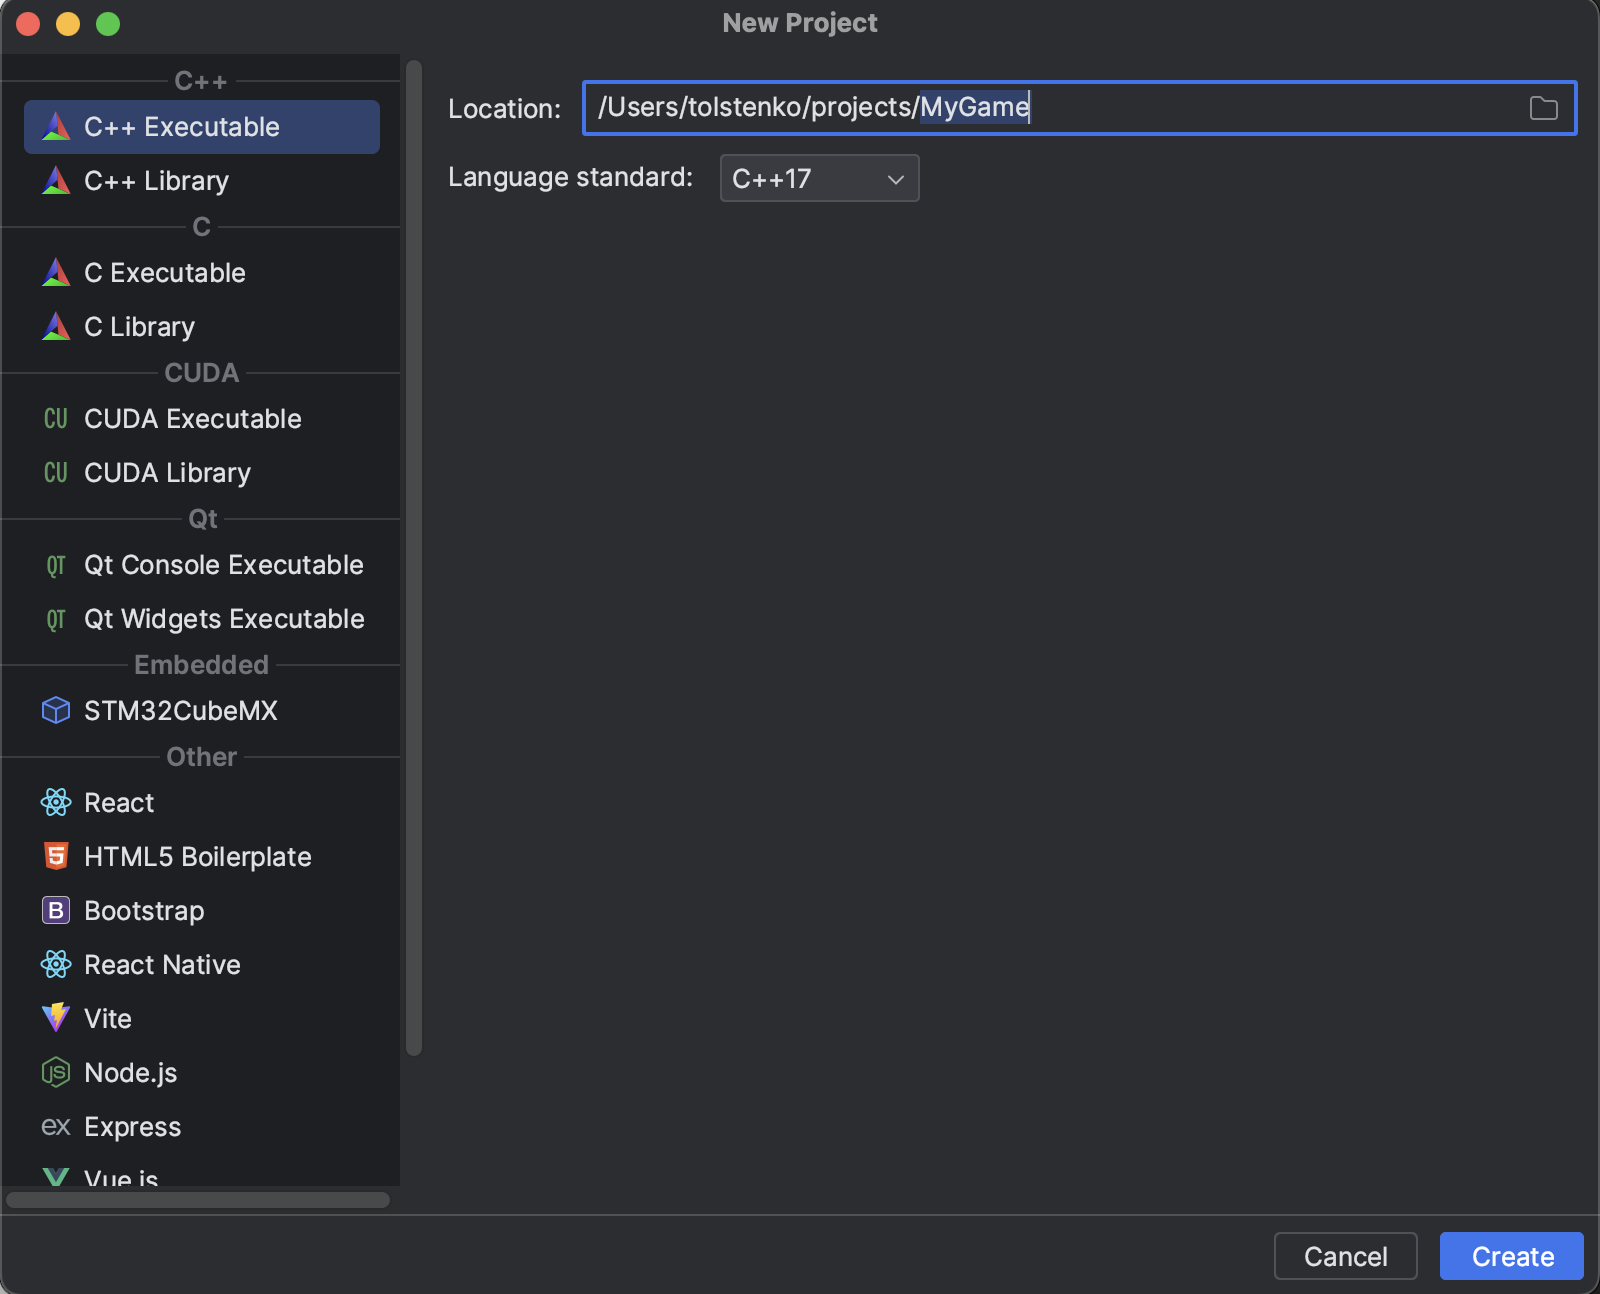 New Project
C++
C++ Executable
C++ Library
C
C Executable
C Library
CUDA
CU CUDA Executable
CU CUDA Library
Qt
QT Qt Console Executable
QT Qt Widgets Executable
Embedded
STM32CubeMX
Other
React
5 HTML5 Boilerplate
B Bootstrap
React Native
Vite
JS Node.js
ex Express
Vue.js
Location: /Users/tolstenko/projects/MyGame
Language standard: C++17
Cancel Create